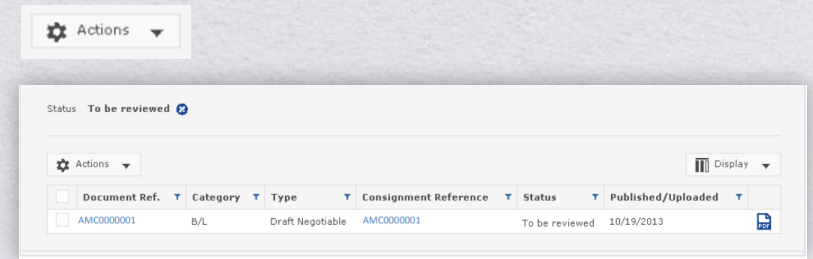 Actions
Status To be reviewed
Actions Display
Document Ref. Category Type Consignment Reference Status Published/Uploaded
AMC0000001 B/L Draft Negotiable AMC0000001 To be reviewed 10/19/2013 PDF